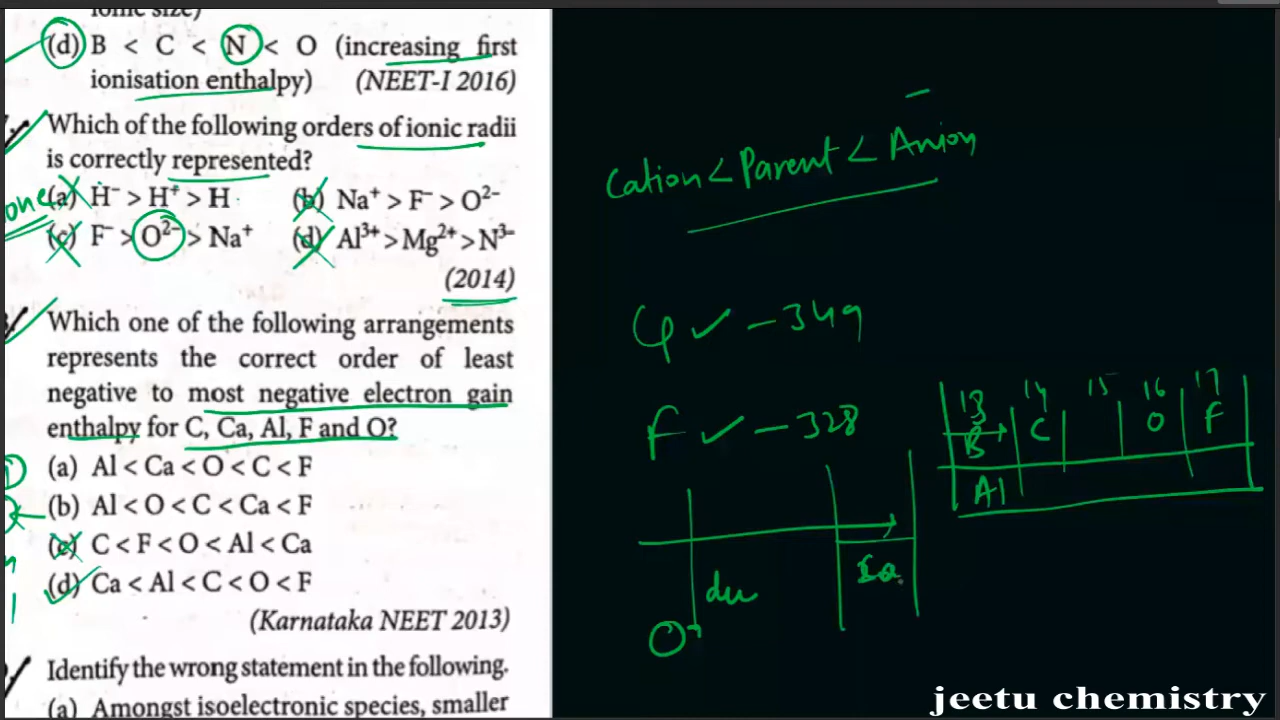 ionic size)
(d) B < C < N < O (increasing first
ionisation enthalpy) (NEET-I 2016)
Which of the following orders of ionic radii
is correctly represented?
one
(a) H⁻ > H⁺ > H (b) Na⁺ > F⁻ > O²⁻
(c) F⁻ > O²⁻ > Na⁺ (d) Al³⁺ > Mg²⁺ > N³⁻
(2014)
Which one of the following arrangements
represents the correct order of least
negative to most negative electron gain
enthalpy for C, Ca, Al, F and O?
(a) Al < Ca < O < C < F
(b) Al < O < C < Ca < F
(c) C < F < O < Al < Ca
(d) Ca < Al < C < O < F
(Karnataka NEET 2013)
Identify the wrong statement in the following.
(a) Amongst isoelectronic species, smaller
Cation < Parent < Anion
Cl ✓ -349
F ✓ -328
13 14 15 16 17
B C O F
Al
jeetu chemistry